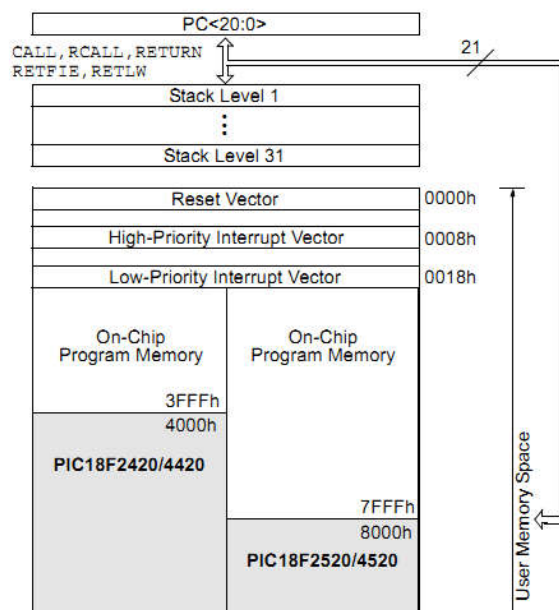 PC<20:0>
CALL,RCALL,RETURN
RETFIE,RETLW
21
Stack Level 1
Stack Level 31
Reset Vector
0000h
High-Priority Interrupt Vector
0008h
Low-Priority Interrupt Vector
0018h
On-Chip
Program Memory
On-Chip
Program Memory
3FFFh
4000h
PIC18F2420/4420
7FFFh
8000h
PIC18F2520/4520
User Memory Space